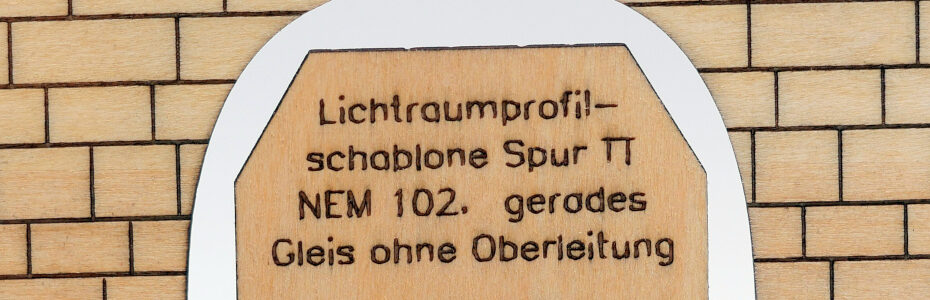 Lichtraumprofil-
schablone Spur TT
NEM 102. gerades
Gleis ohne Oberleitung